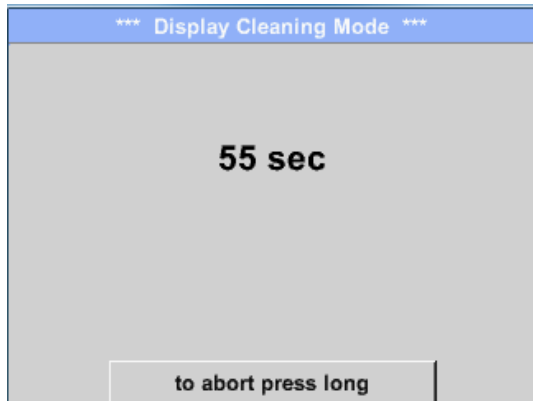 *** Display Cleaning Mode ***
55 sec
to abort press long